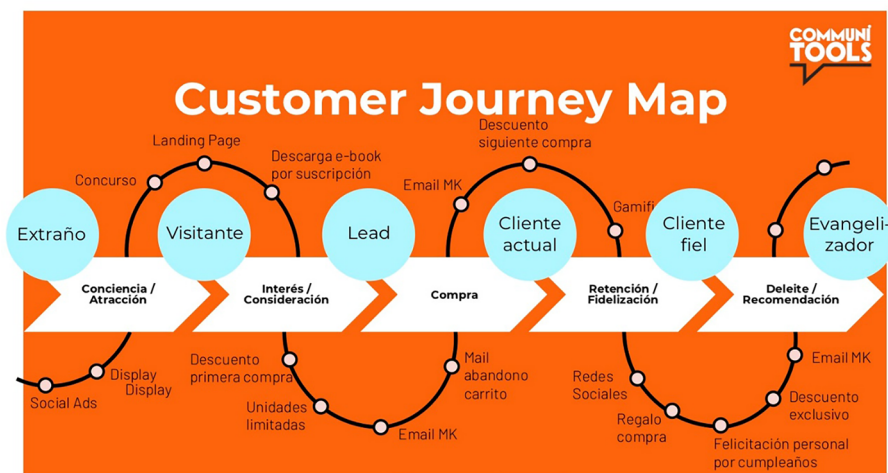 COMMUNI
TOOLS
Customer Journey Map
Landing Page
Concurso
Descarga e-book
por suscripción
Descuento
siguiente compra
Email MK
Gamifi
Extraño
Visitante
Lead
Cliente
actual
Cliente
fiel
Evangeli-
zador
Conciencia /
Atracción
Interés /
Consideración
Compra
Retención /
Fidelización
Deleite /
Recomendación
Social Ads
Display
Display
Descuento
primera compra
Unidades
limitadas
Email MK
Mail
abandono
carrito
Redes
Sociales
Regalo
compra
Felicitación personal
por cumpleaños
Descuento
exclusivo
Email MK